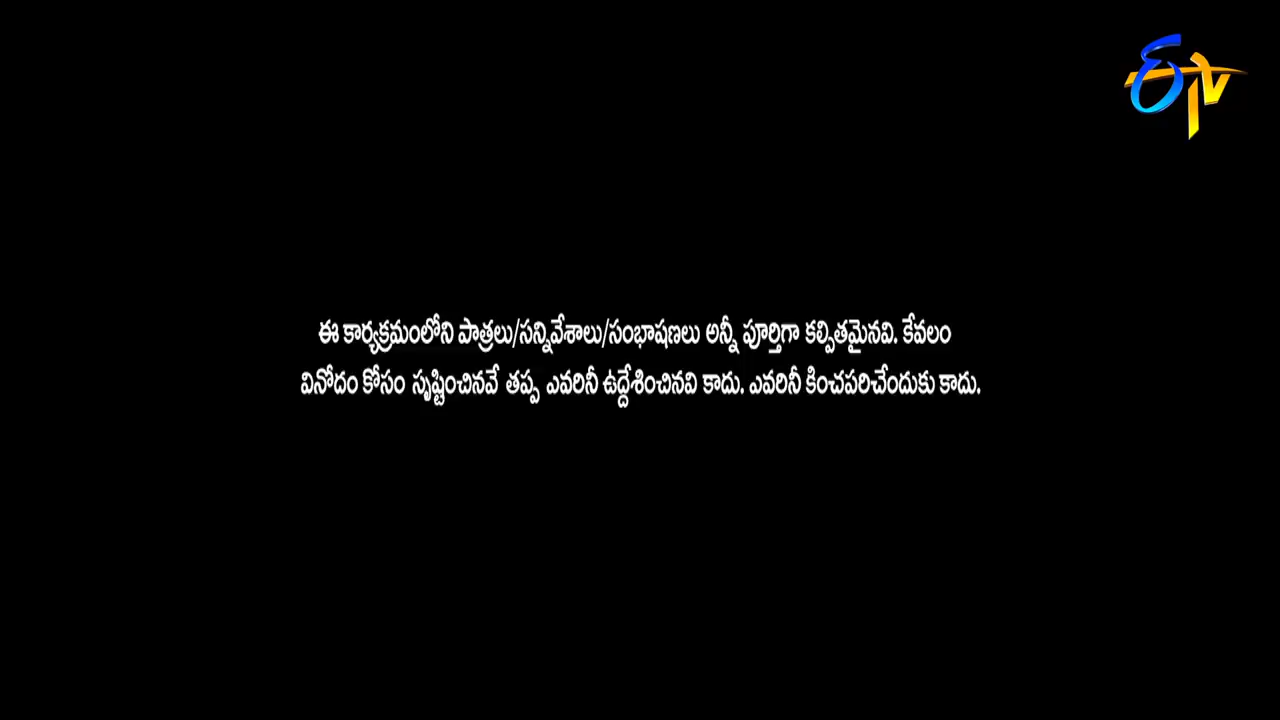 ఈ టీవీ
ఈ కార్యక్రమంలోని పాత్రలు/సన్నివేశాలు/సంభాషణలు అన్నీ పూర్తిగా కల్పితమైనవి. కేవలం
వినోదం కోసం సృష్టించినవే తప్ప ఎవరినీ ఉద్దేశించినవి కాదు. ఎవరినీ కించపరిచేందుకు కాదు.